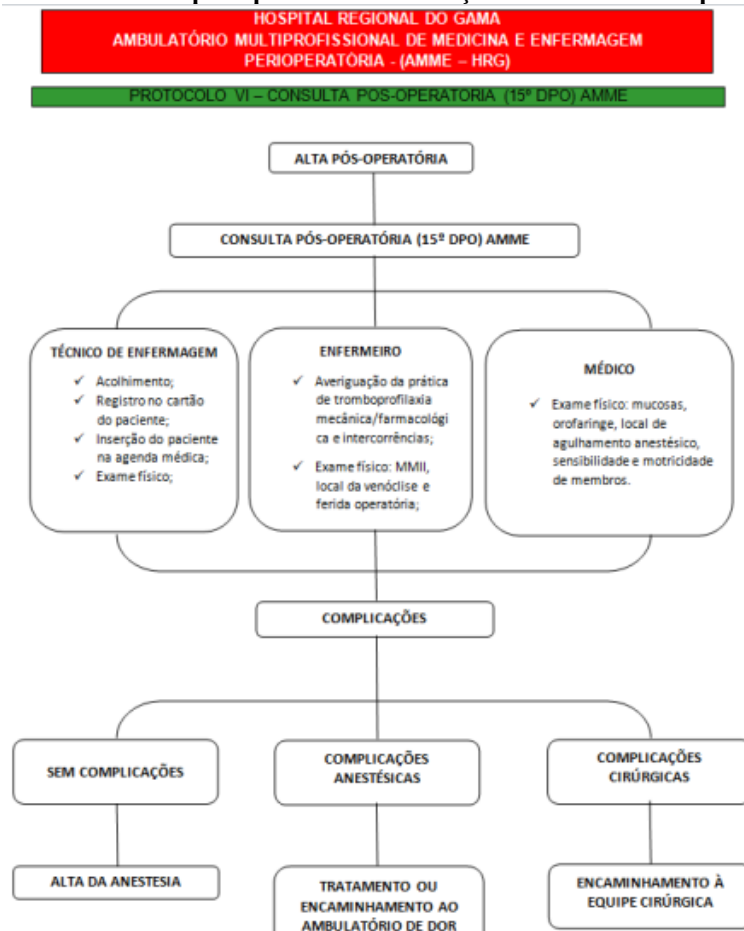 HOSPITAL REGIONAL DO GAMA
AMBULATÓRIO MULTIPROFISSIONAL DE MEDICINA E ENFERMAGEM
PERIOPERATÓRIA - (AMME – HRG)
PROTOCOLO VI – CONSULTA POS-OPERATORIA (15º DPO) AMME
ALTA PÓS-OPERATÓRIA
CONSULTA PÓS-OPERATÓRIA (15º DPO) AMME
TÉCNICO DE ENFERMAGEM
✓ Acolhimento;
✓ Registro no cartão
do paciente;
✓ Inserção do paciente
na agenda médica;
✓ Exame físico;
ENFERMEIRO
✓ Averiguação da prática
de tromboprofilaxia
mecânica/farmacológi
ca e intercorrências;
✓ Exame físico: MMII,
local da venóclise e
ferida operatória;
MÉDICO
✓ Exame físico: mucosas,
orofaringe, local de
agulhamento anestésico,
sensibilidade e motricidade
de membros.
COMPLICAÇÕES
SEM COMPLICAÇÕES
COMPLICAÇÕES
ANESTÉSICAS
COMPLICAÇÕES
CIRÚRGICAS
ALTA DA ANESTESIA
TRATAMENTO OU
ENCAMINHAMENTO AO
AMBULATÓRIO DE DOR
ENCAMINHAMENTO À
EQUIPE CIRÚRGICA